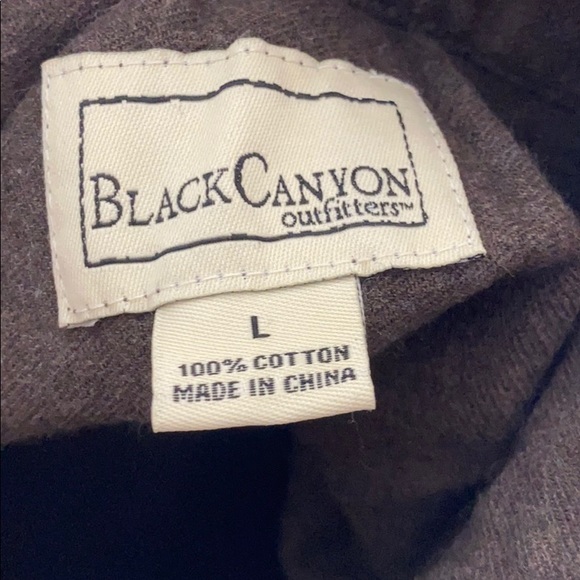 BLACKCANYON
outfitters™
L
100% COTTON
MADE IN CHINA